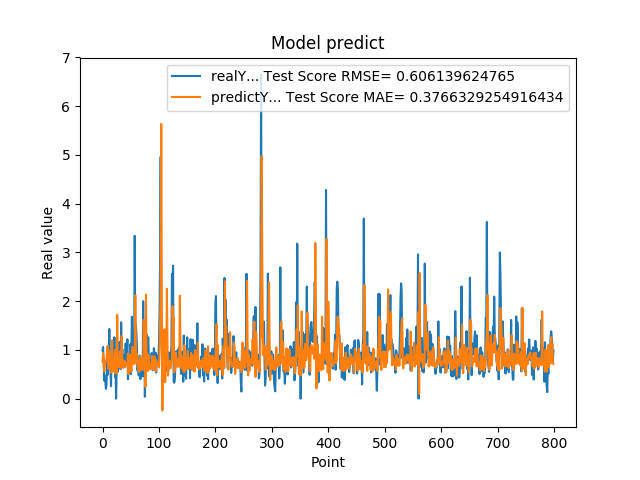 Model predict
realY... Test Score RMSE= 0.606139624765
predictY... Test Score MAE= 0.3766329254916434
7
6
5
4
3
2
1
0
Real value
0 100 200 300 400 500 600 700 800
Point